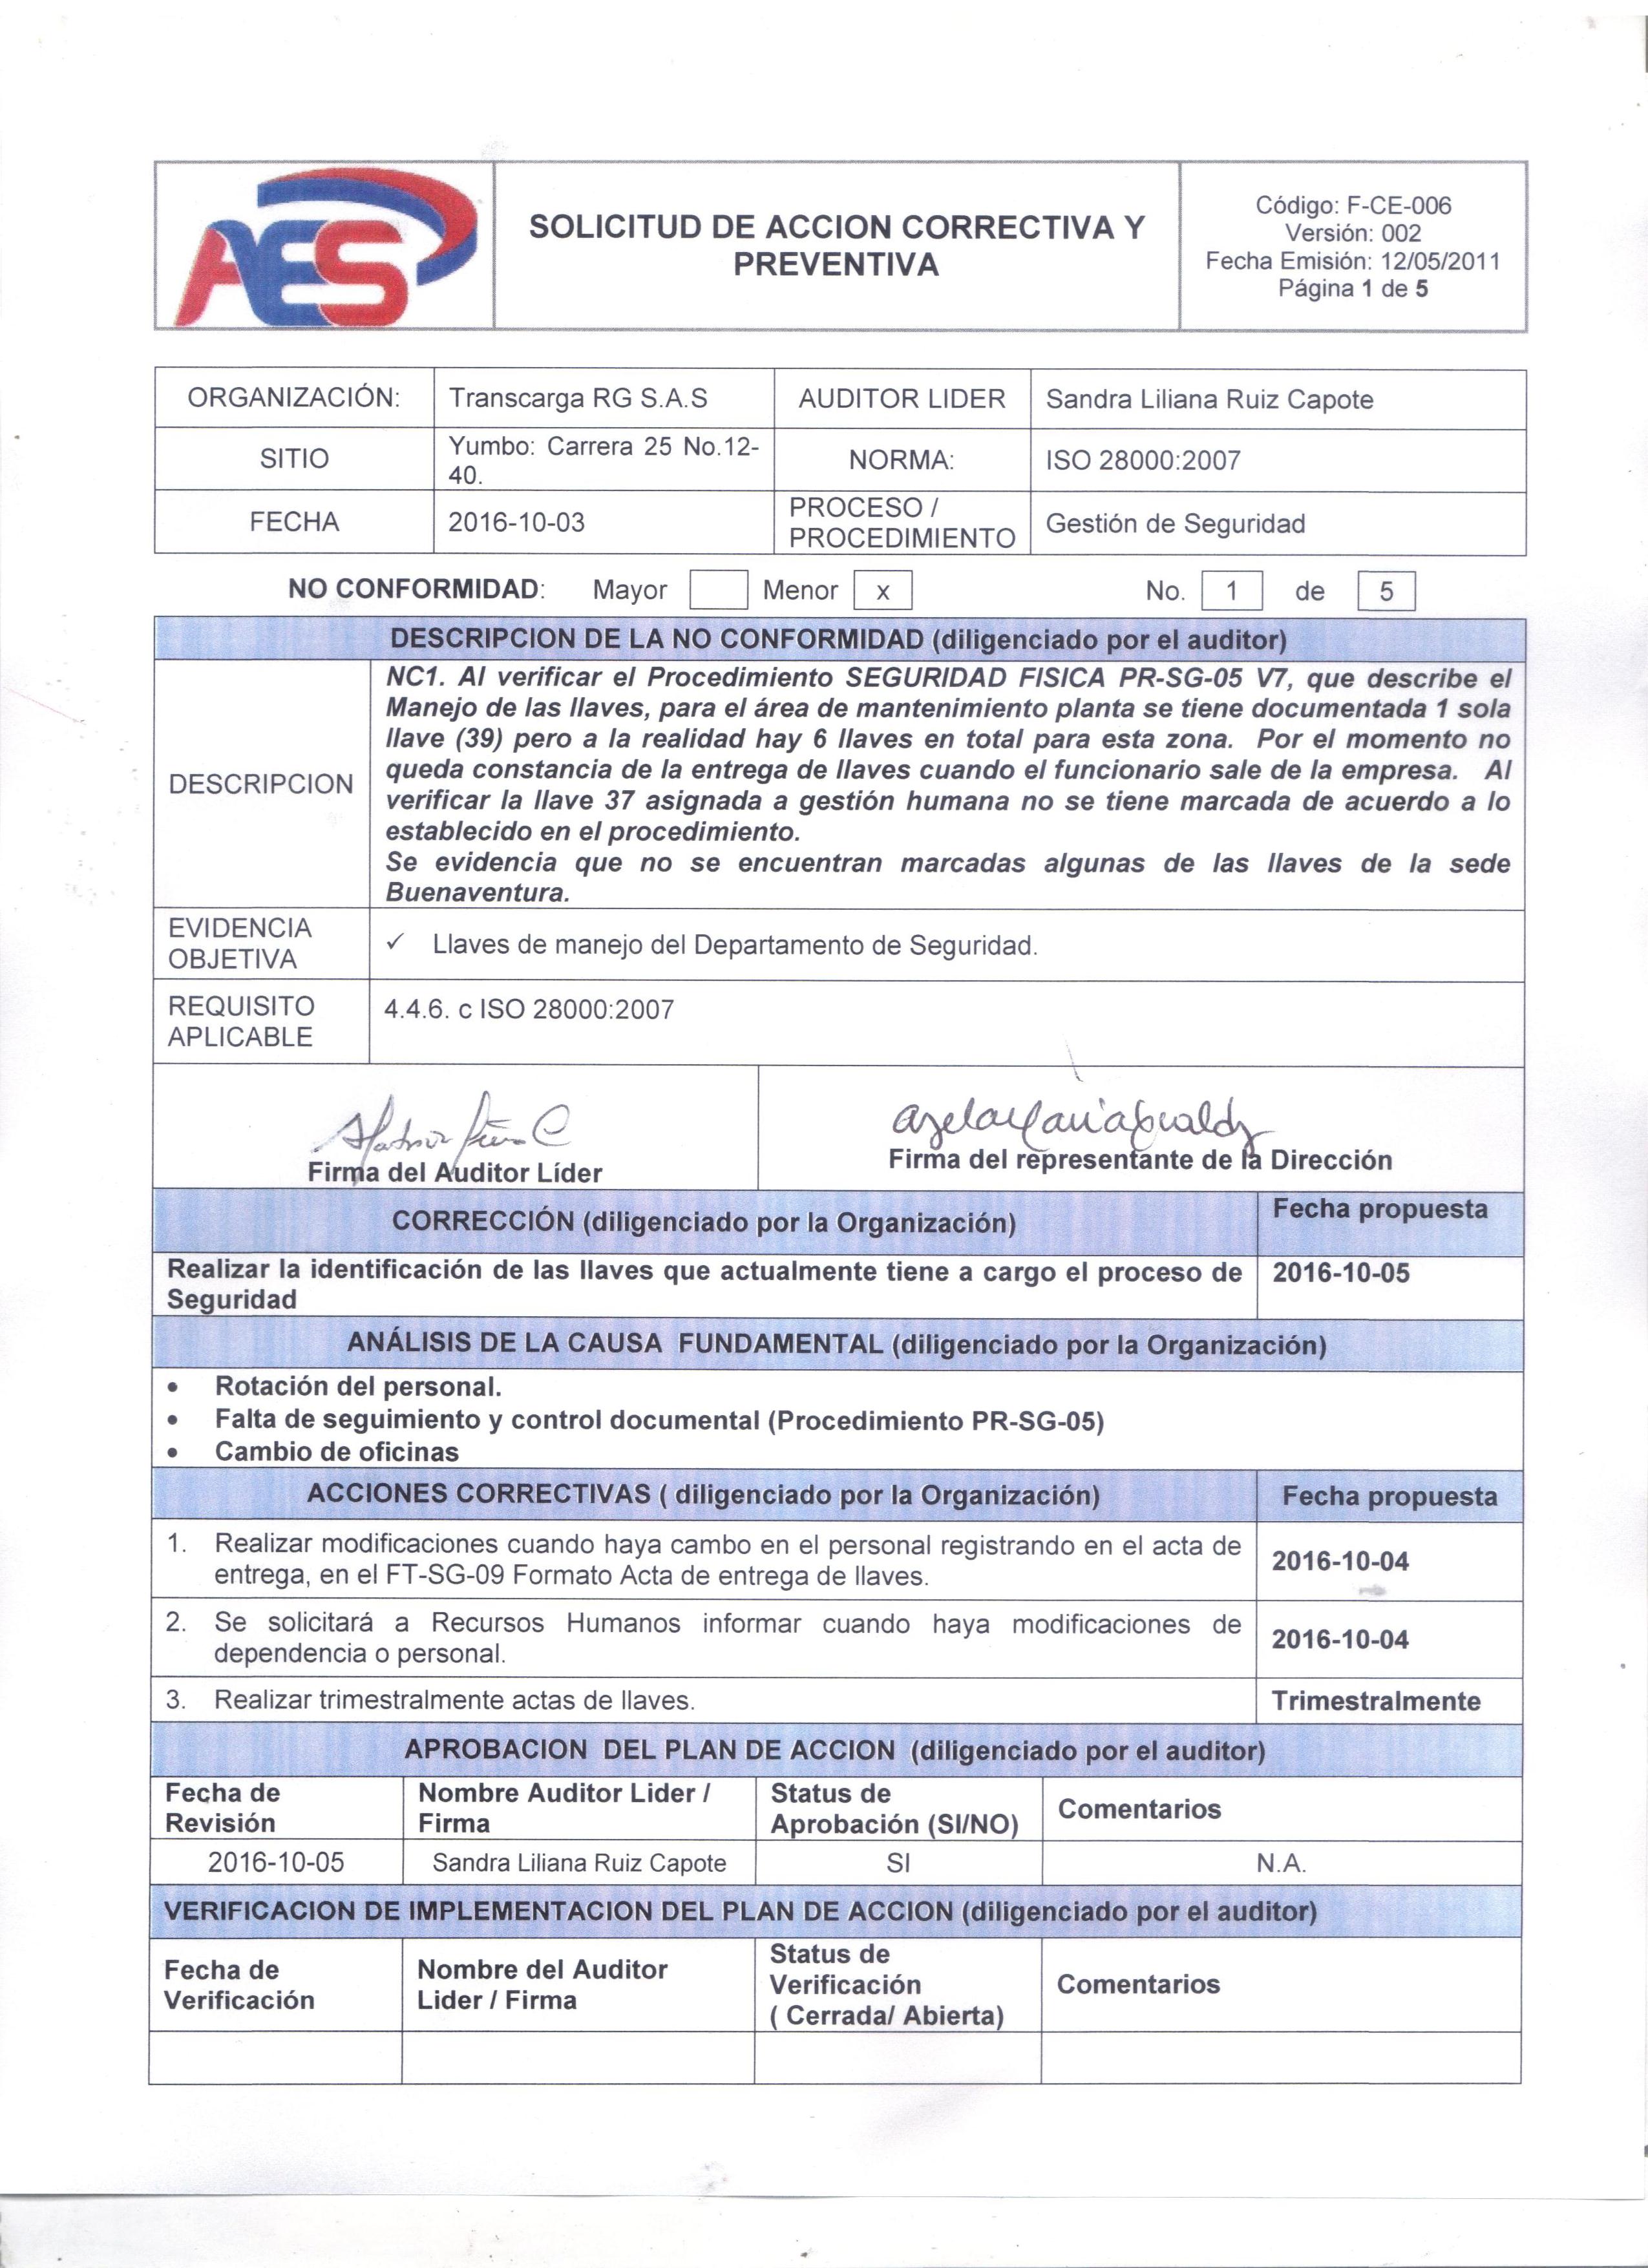 AES
SOLICITUD DE ACCION CORRECTIVA Y
PREVENTIVA
Código: F-CE-006
Versión: 002
Fecha Emisión: 12/05/2011
Página 1 de 5
ORGANIZACIÓN: Transcarga RG S.A.S AUDITOR LIDER Sandra Liliana Ruiz Capote
SITIO Yumbo: Carrera 25 No.12-
40. NORMA: ISO 28000:2007
FECHA 2016-10-03 PROCESO /
PROCEDIMIENTO Gestión de Seguridad
NO CONFORMIDAD: Mayor Menor x No. 1 de 5
DESCRIPCION DE LA NO CONFORMIDAD (diligenciado por el auditor)
DESCRIPCION
NC1. Al verificar el Procedimiento SEGURIDAD FISICA PR-SG-05 V7, que describe el
Manejo de las llaves, para el área de mantenimiento planta se tiene documentada 1 sola
llave (39) pero a la realidad hay 6 llaves en total para esta zona. Por el momento no
queda constancia de la entrega de llaves cuando el funcionario sale de la empresa. Al
verificar la llave 37 asignada a gestión humana no se tiene marcada de acuerdo a lo
establecido en el procedimiento.
Se evidencia que no se encuentran marcadas algunas de las llaves de la sede
Buenaventura.
EVIDENCIA
OBJETIVA
✓ Llaves de manejo del Departamento de Seguridad.
REQUISITO
APLICABLE
4.4.6. c ISO 28000:2007
Firma del Auditor Líder
Firma del representante de la Dirección
CORRECCIÓN (diligenciado por la Organización) Fecha propuesta
Realizar la identificación de las llaves que actualmente tiene a cargo el proceso de
Seguridad
2016-10-05
ANÁLISIS DE LA CAUSA FUNDAMENTAL (diligenciado por la Organización)
• Rotación del personal.
• Falta de seguimiento y control documental (Procedimiento PR-SG-05)
• Cambio de oficinas
ACCIONES CORRECTIVAS ( diligenciado por la Organización) Fecha propuesta
1. Realizar modificaciones cuando haya cambo en el personal registrando en el acta de
entrega, en el FT-SG-09 Formato Acta de entrega de llaves.
2016-10-04
2. Se solicitará a Recursos Humanos informar cuando haya modificaciones de
dependencia o personal.
2016-10-04
3. Realizar trimestralmente actas de llaves. Trimestralmente
APROBACION DEL PLAN DE ACCION (diligenciado por el auditor)
Fecha de
Revisión
Nombre Auditor Lider /
Firma
Status de
Aprobación (SI/NO)
Comentarios
2016-10-05 Sandra Liliana Ruiz Capote SI N.A.
VERIFICACION DE IMPLEMENTACION DEL PLAN DE ACCION (diligenciado por el auditor)
Fecha de
Verificación
Nombre del Auditor
Lider / Firma
Status de
Verificación
( Cerrada/ Abierta)
Comentarios